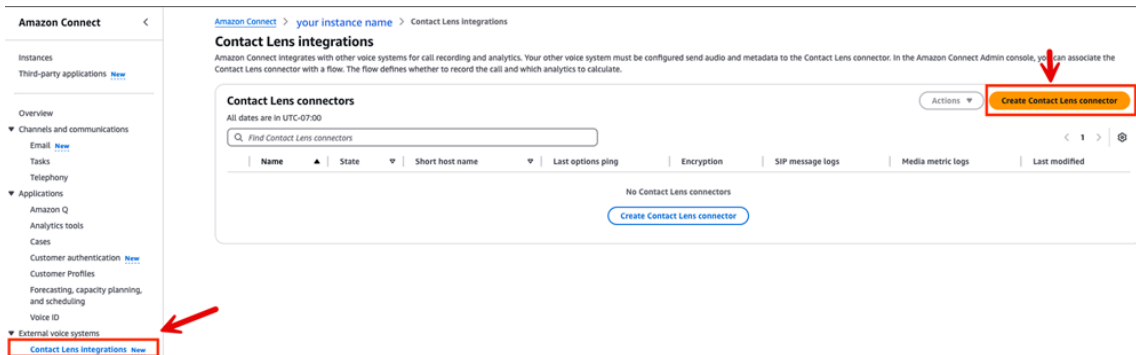 Amazon Connect
Instances
Third-party applications New
Overview
Channels and communications
Email New
Tasks
Telephony
Applications
Amazon Q
Analytics tools
Cases
Customer authentication New
Customer Profiles
Forecasting, capacity planning,
and scheduling
Voice ID
External voice systems
Contact Lens integrations New
Amazon Connect > your instance name > Contact Lens integrations
Contact Lens integrations
Amazon Connect integrates with other voice systems for call recording and analytics. Your other voice system must be configured send audio and metadata to the Contact Lens connector. In the Amazon Connect Admin console, you can associate the
Contact Lens connector with a flow. The flow defines whether to record the call and which analytics to calculate.
Contact Lens connectors
Actions
Create Contact Lens connector
All dates are in UTC-07:00
Find Contact Lens connectors
1
Name State Short host name Last options ping Encryption SIP message logs Media metric logs Last modified
No Contact Lens connectors
Create Contact Lens connector